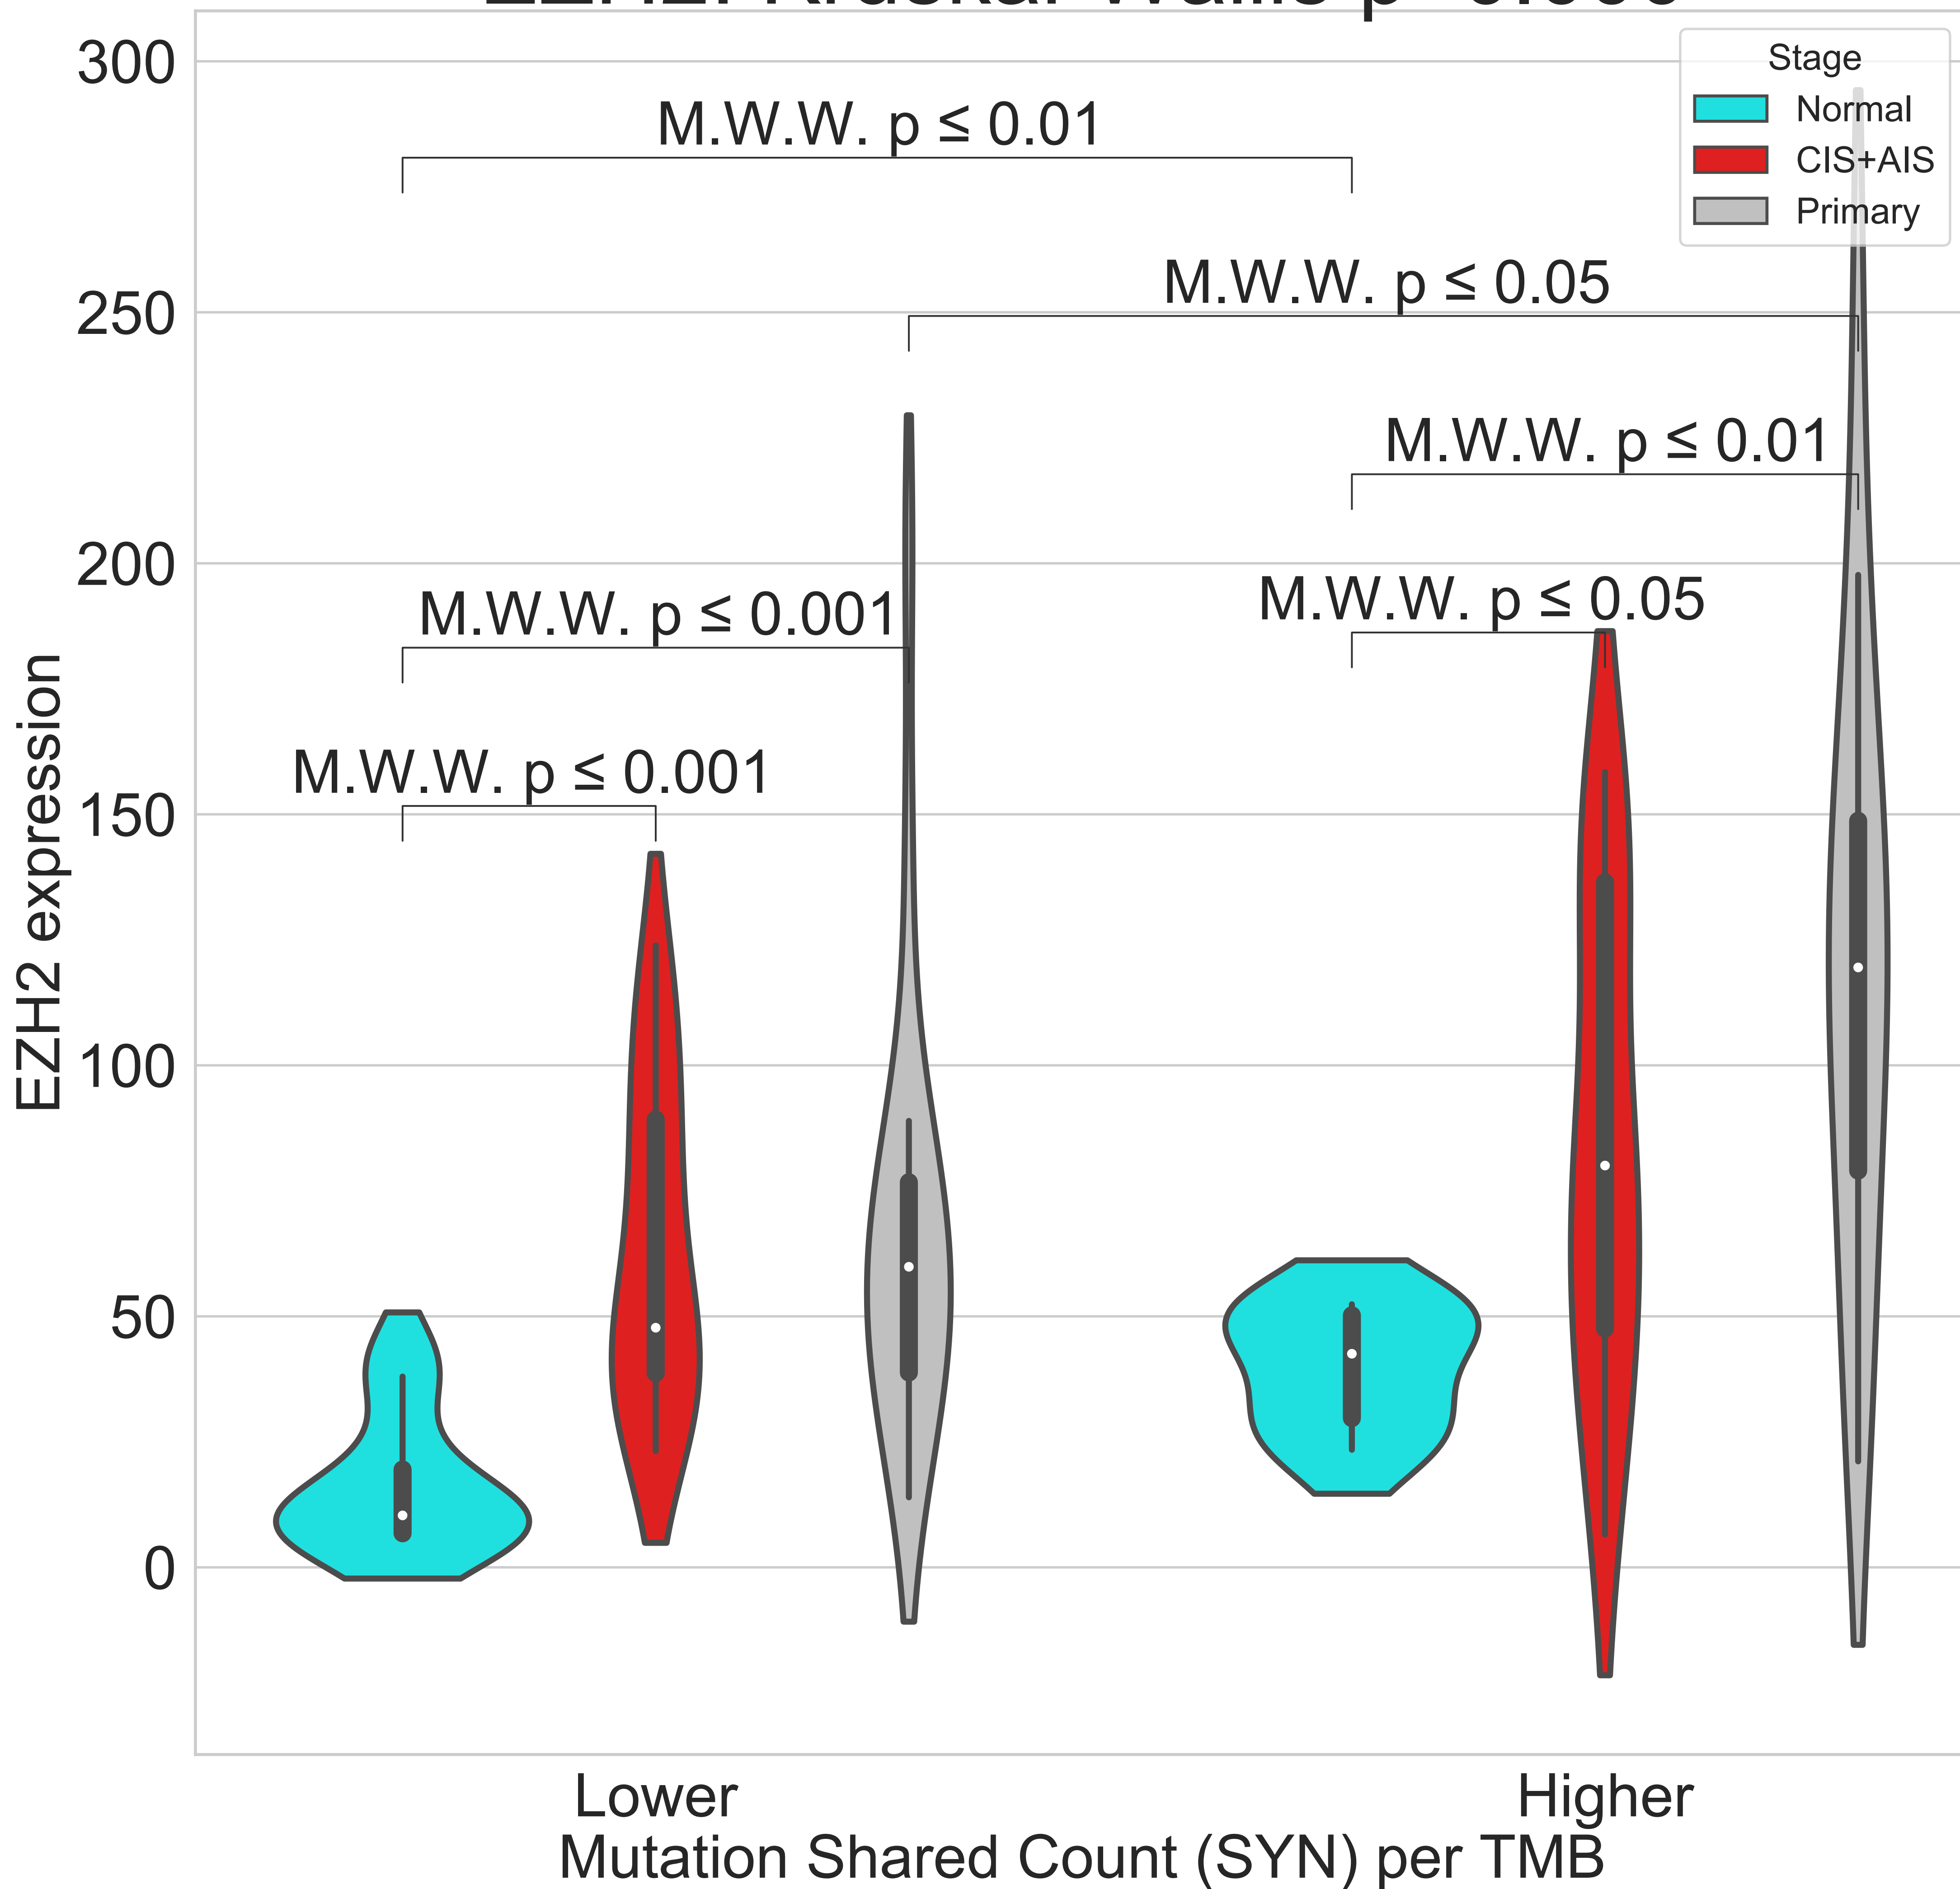 300
Stage
Normal
CIS+AIS
Primary
M.W.W. p ≤ 0.01
M.W.W. p ≤ 0.05
250
M.W.W. p ≤ 0.01
200
M.W.W. p ≤ 0.001
M.W.W. p ≤ 0.05
M.W.W. p ≤ 0.001
150
100
50
0
EZH2 expression
Lower
Higher
Mutation Shared Count (SYN) per TMB